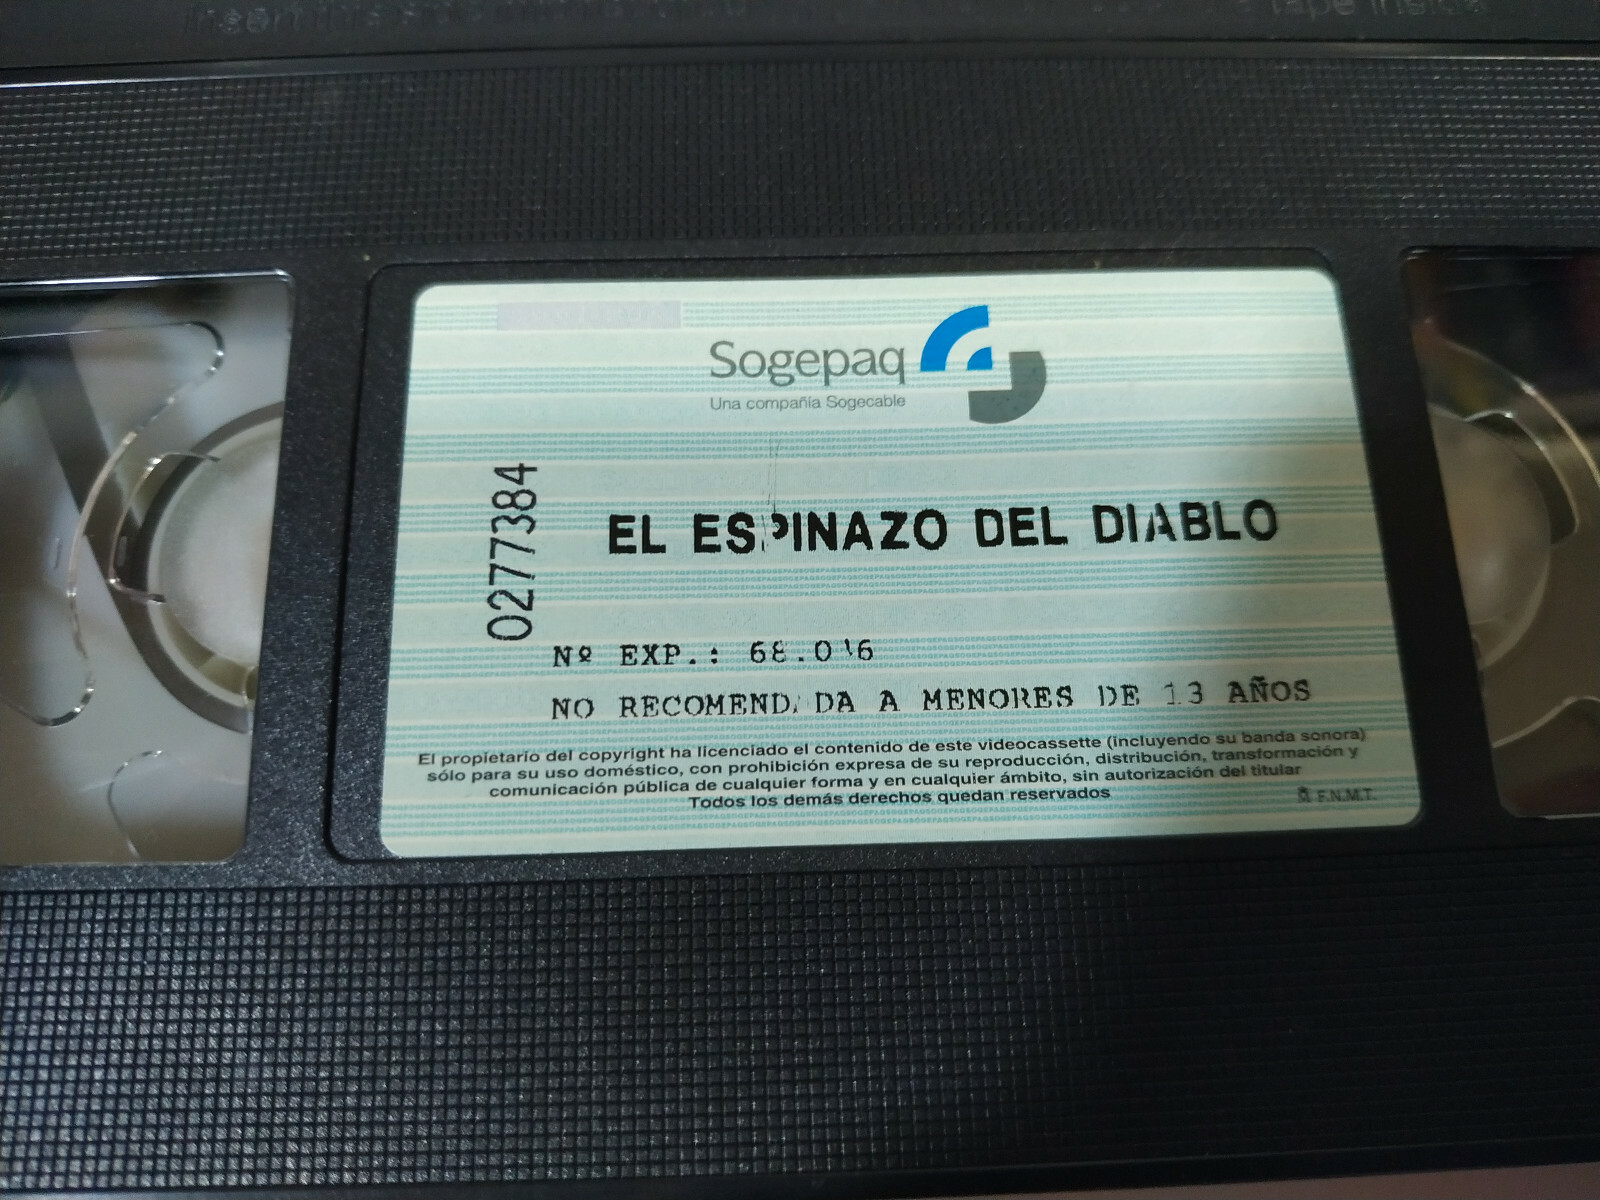 Sogepaq
Una compañía Sogecable
0277384
EL ESPINAZO DEL DIABLO
Nº EXP.:
NO RECOMENDADA A MENORES DE 13 AÑOS
El propietario del copyright ha licenciado el contenido de este videocassette (incluyendo su banda sonora)
sólo para su uso doméstico, con prohibición expresa de su reproducción, distribución, transformación y
comunicación pública de cualquier forma y en cualquier ámbito, sin autorización del titular
Todos los demás derechos quedan reservados
F.N.M.T.